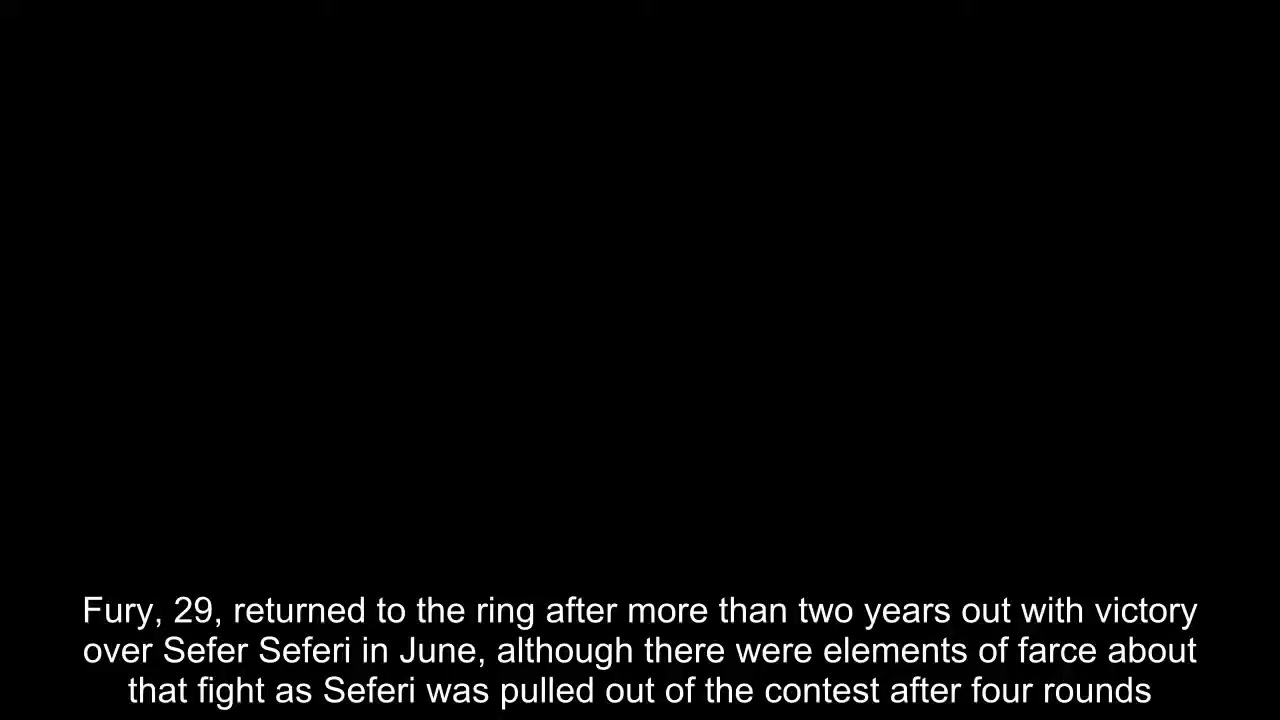 Fury, 29, returned to the ring after more than two years out with victory
over Sefer Seferi in June, although there were elements of farce about
that fight as Seferi was pulled out of the contest after four rounds